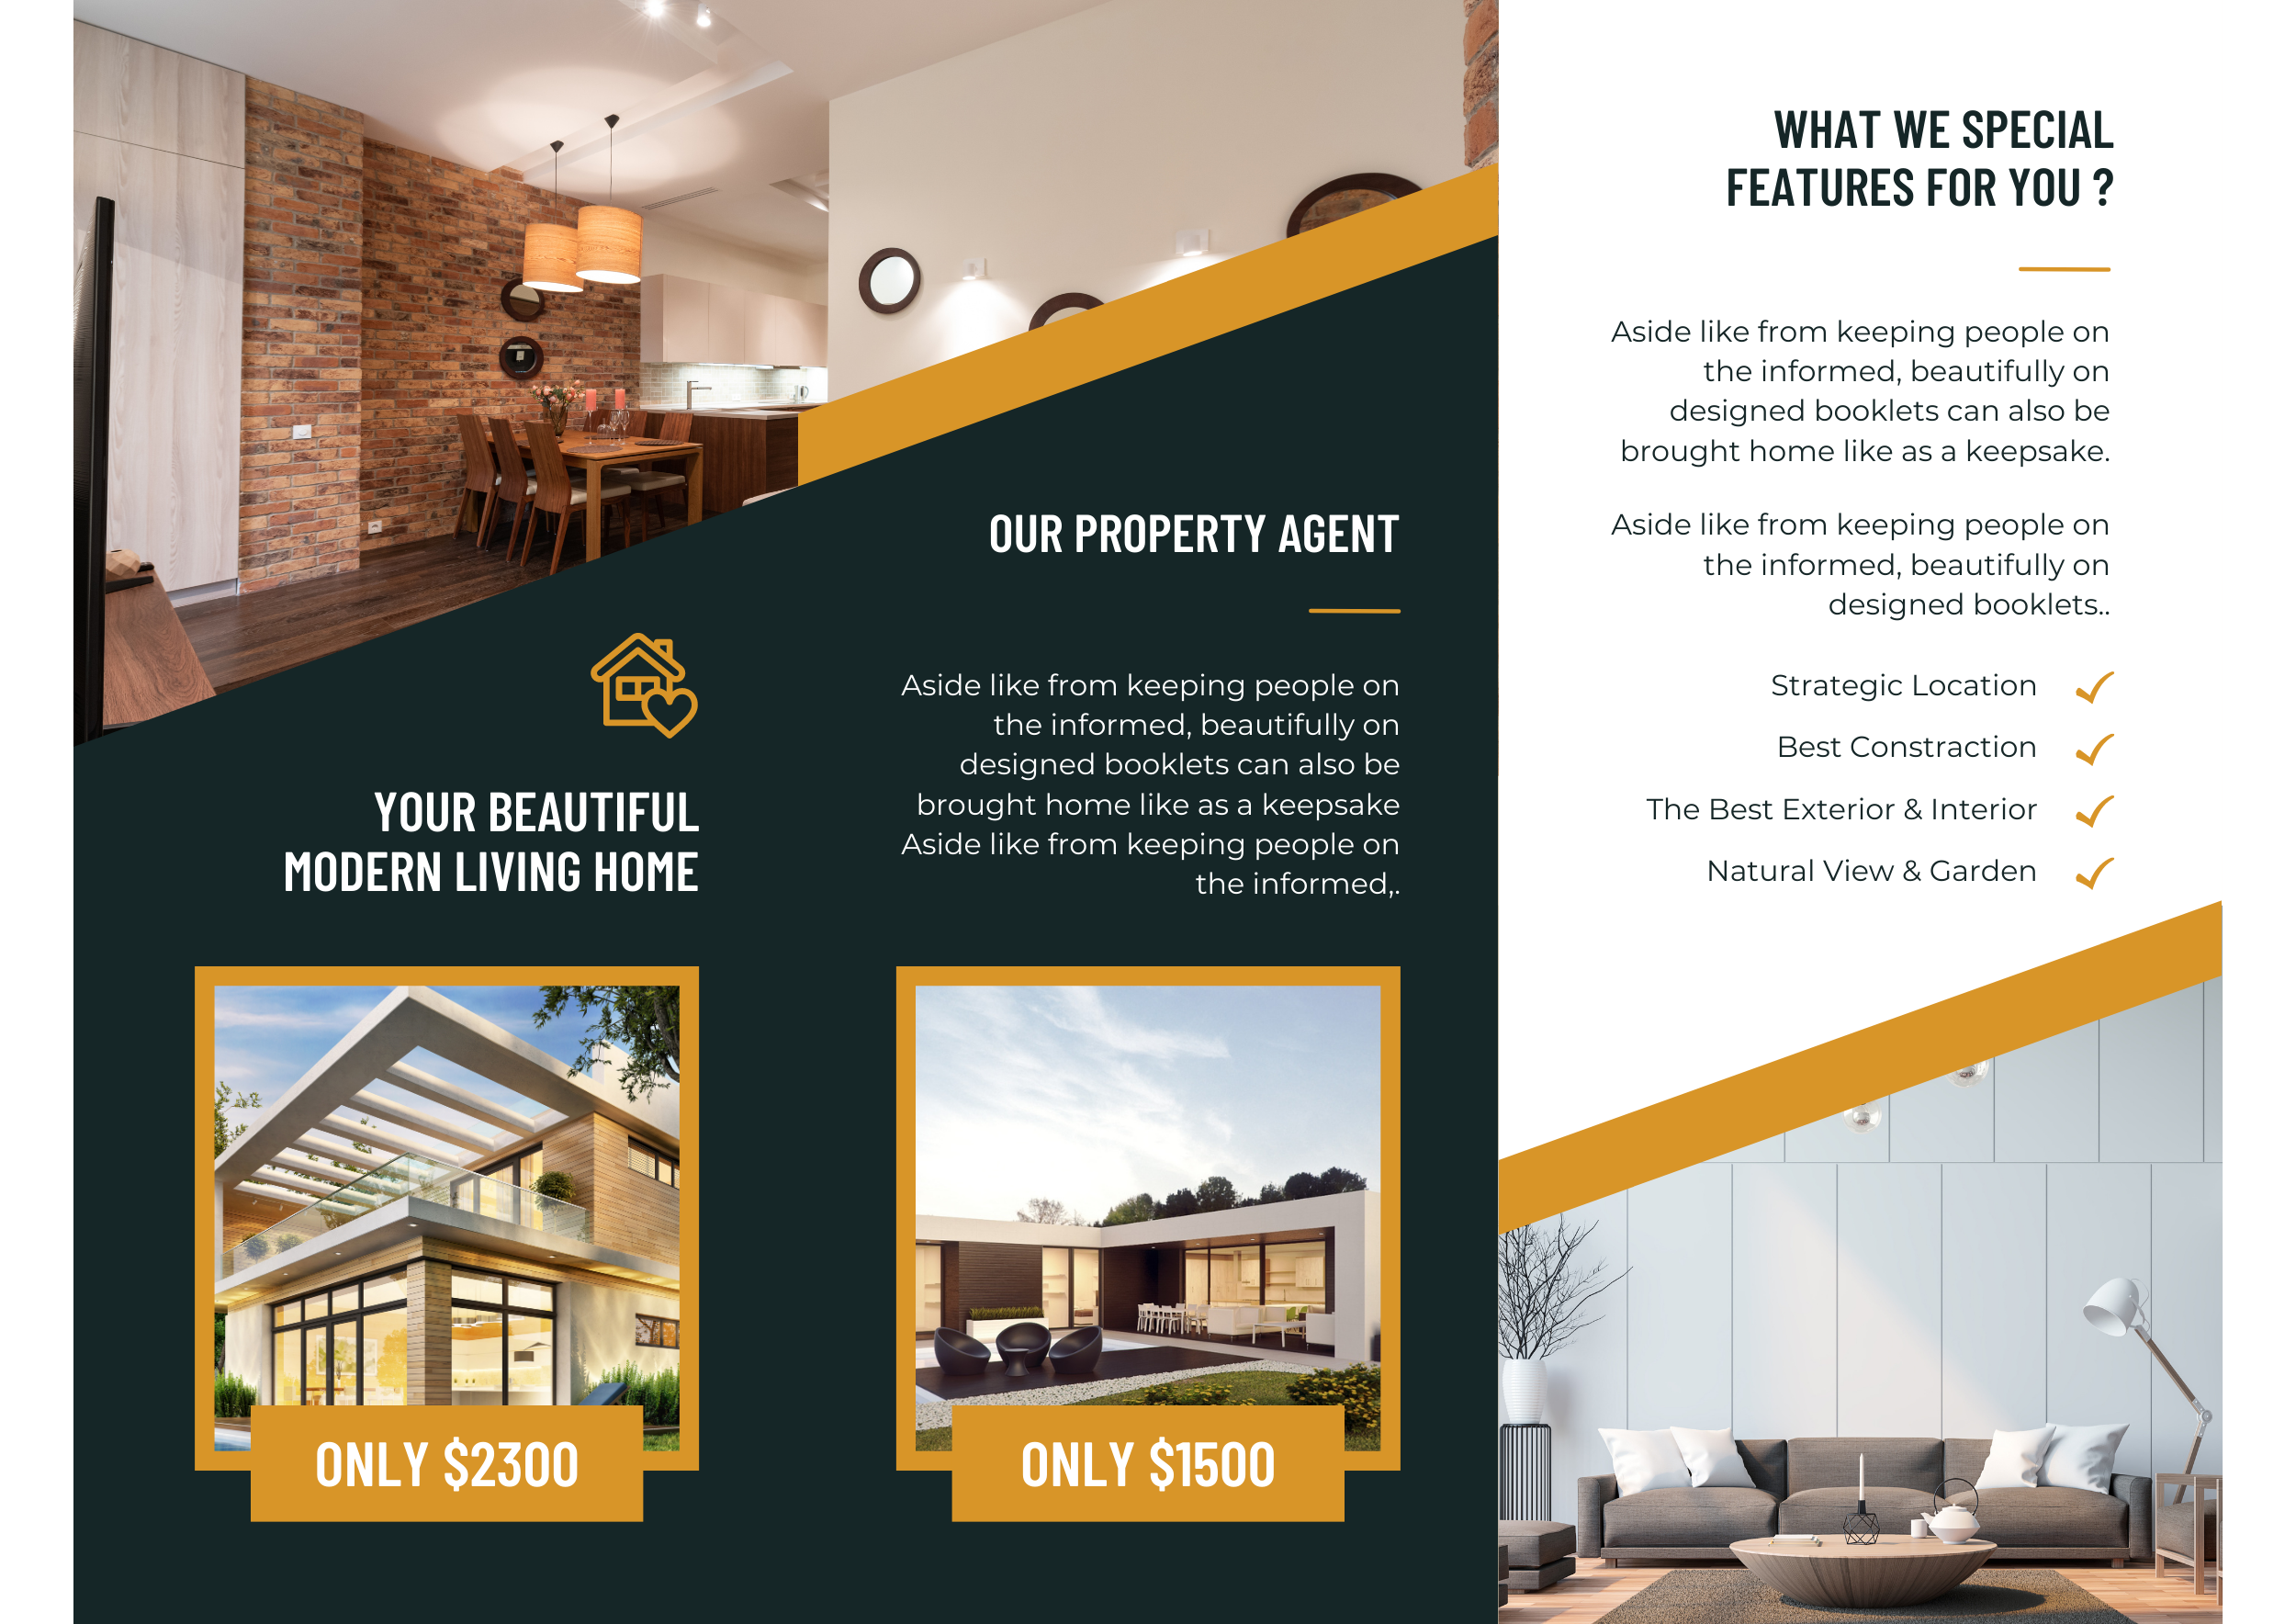 YOUR BEAUTIFUL
MODERN LIVING HOME
ONLY $2300
OUR PROPERTY AGENT
Aside like from keeping people on
the informed, beautifully on
designed booklets can also be
brought home like as a keepsake
Aside like from keeping people on
the informed,.
ONLY $1500
WHAT WE SPECIAL
FEATURES FOR YOU ?
Aside like from keeping people on
the informed, beautifully on
designed booklets can also be
brought home like as a keepsake.
Aside like from keeping people on
the informed, beautifully on
designed booklets..
Strategic Location
Best Constraction
The Best Exterior & Interior
Natural View & Garden